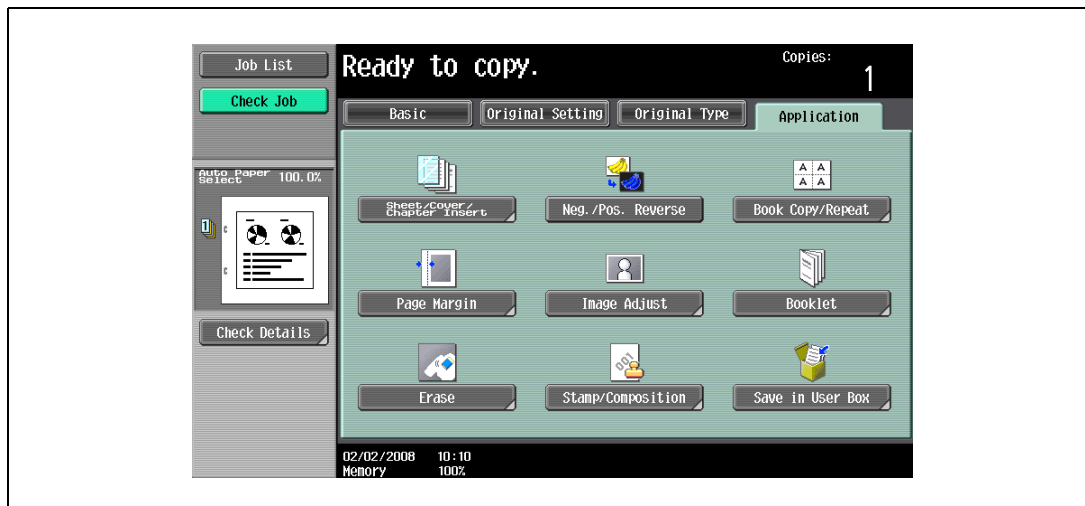 Job List
Check Job
Ready to copy.
Copies:
1
Basic
Original Setting
Original Type
Application
Auto Paper
Select
100.0%
1
Sheet/Cover/
Chapter Insert
Neg./Pos. Reverse
A A
A A
Book Copy/Repeat
Page Margin
Image Adjust
Booklet
Check Details
001
Erase
Stamp/Composition
Save in User Box
02/02/2008 10:10
Memory 100%